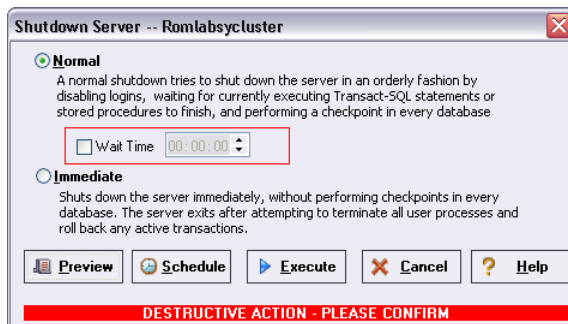 Shutdown Server -- Romlabsycluster
Normal
A normal shutdown tries to shut down the server in an orderly fashion by
disabling logins, waiting for currently executing Transact-SQL statements or
stored procedures to finish, and performing a checkpoint in every database
Wait Time 00:00:00
Immediate
Shuts down the server immediately, without performing checkpoints in every
database. The server exits after attempting to terminate all user processes and
roll back any active transactions.
Preview Schedule Execute Cancel ? Help
DESTRUCTIVE ACTION - PLEASE CONFIRM